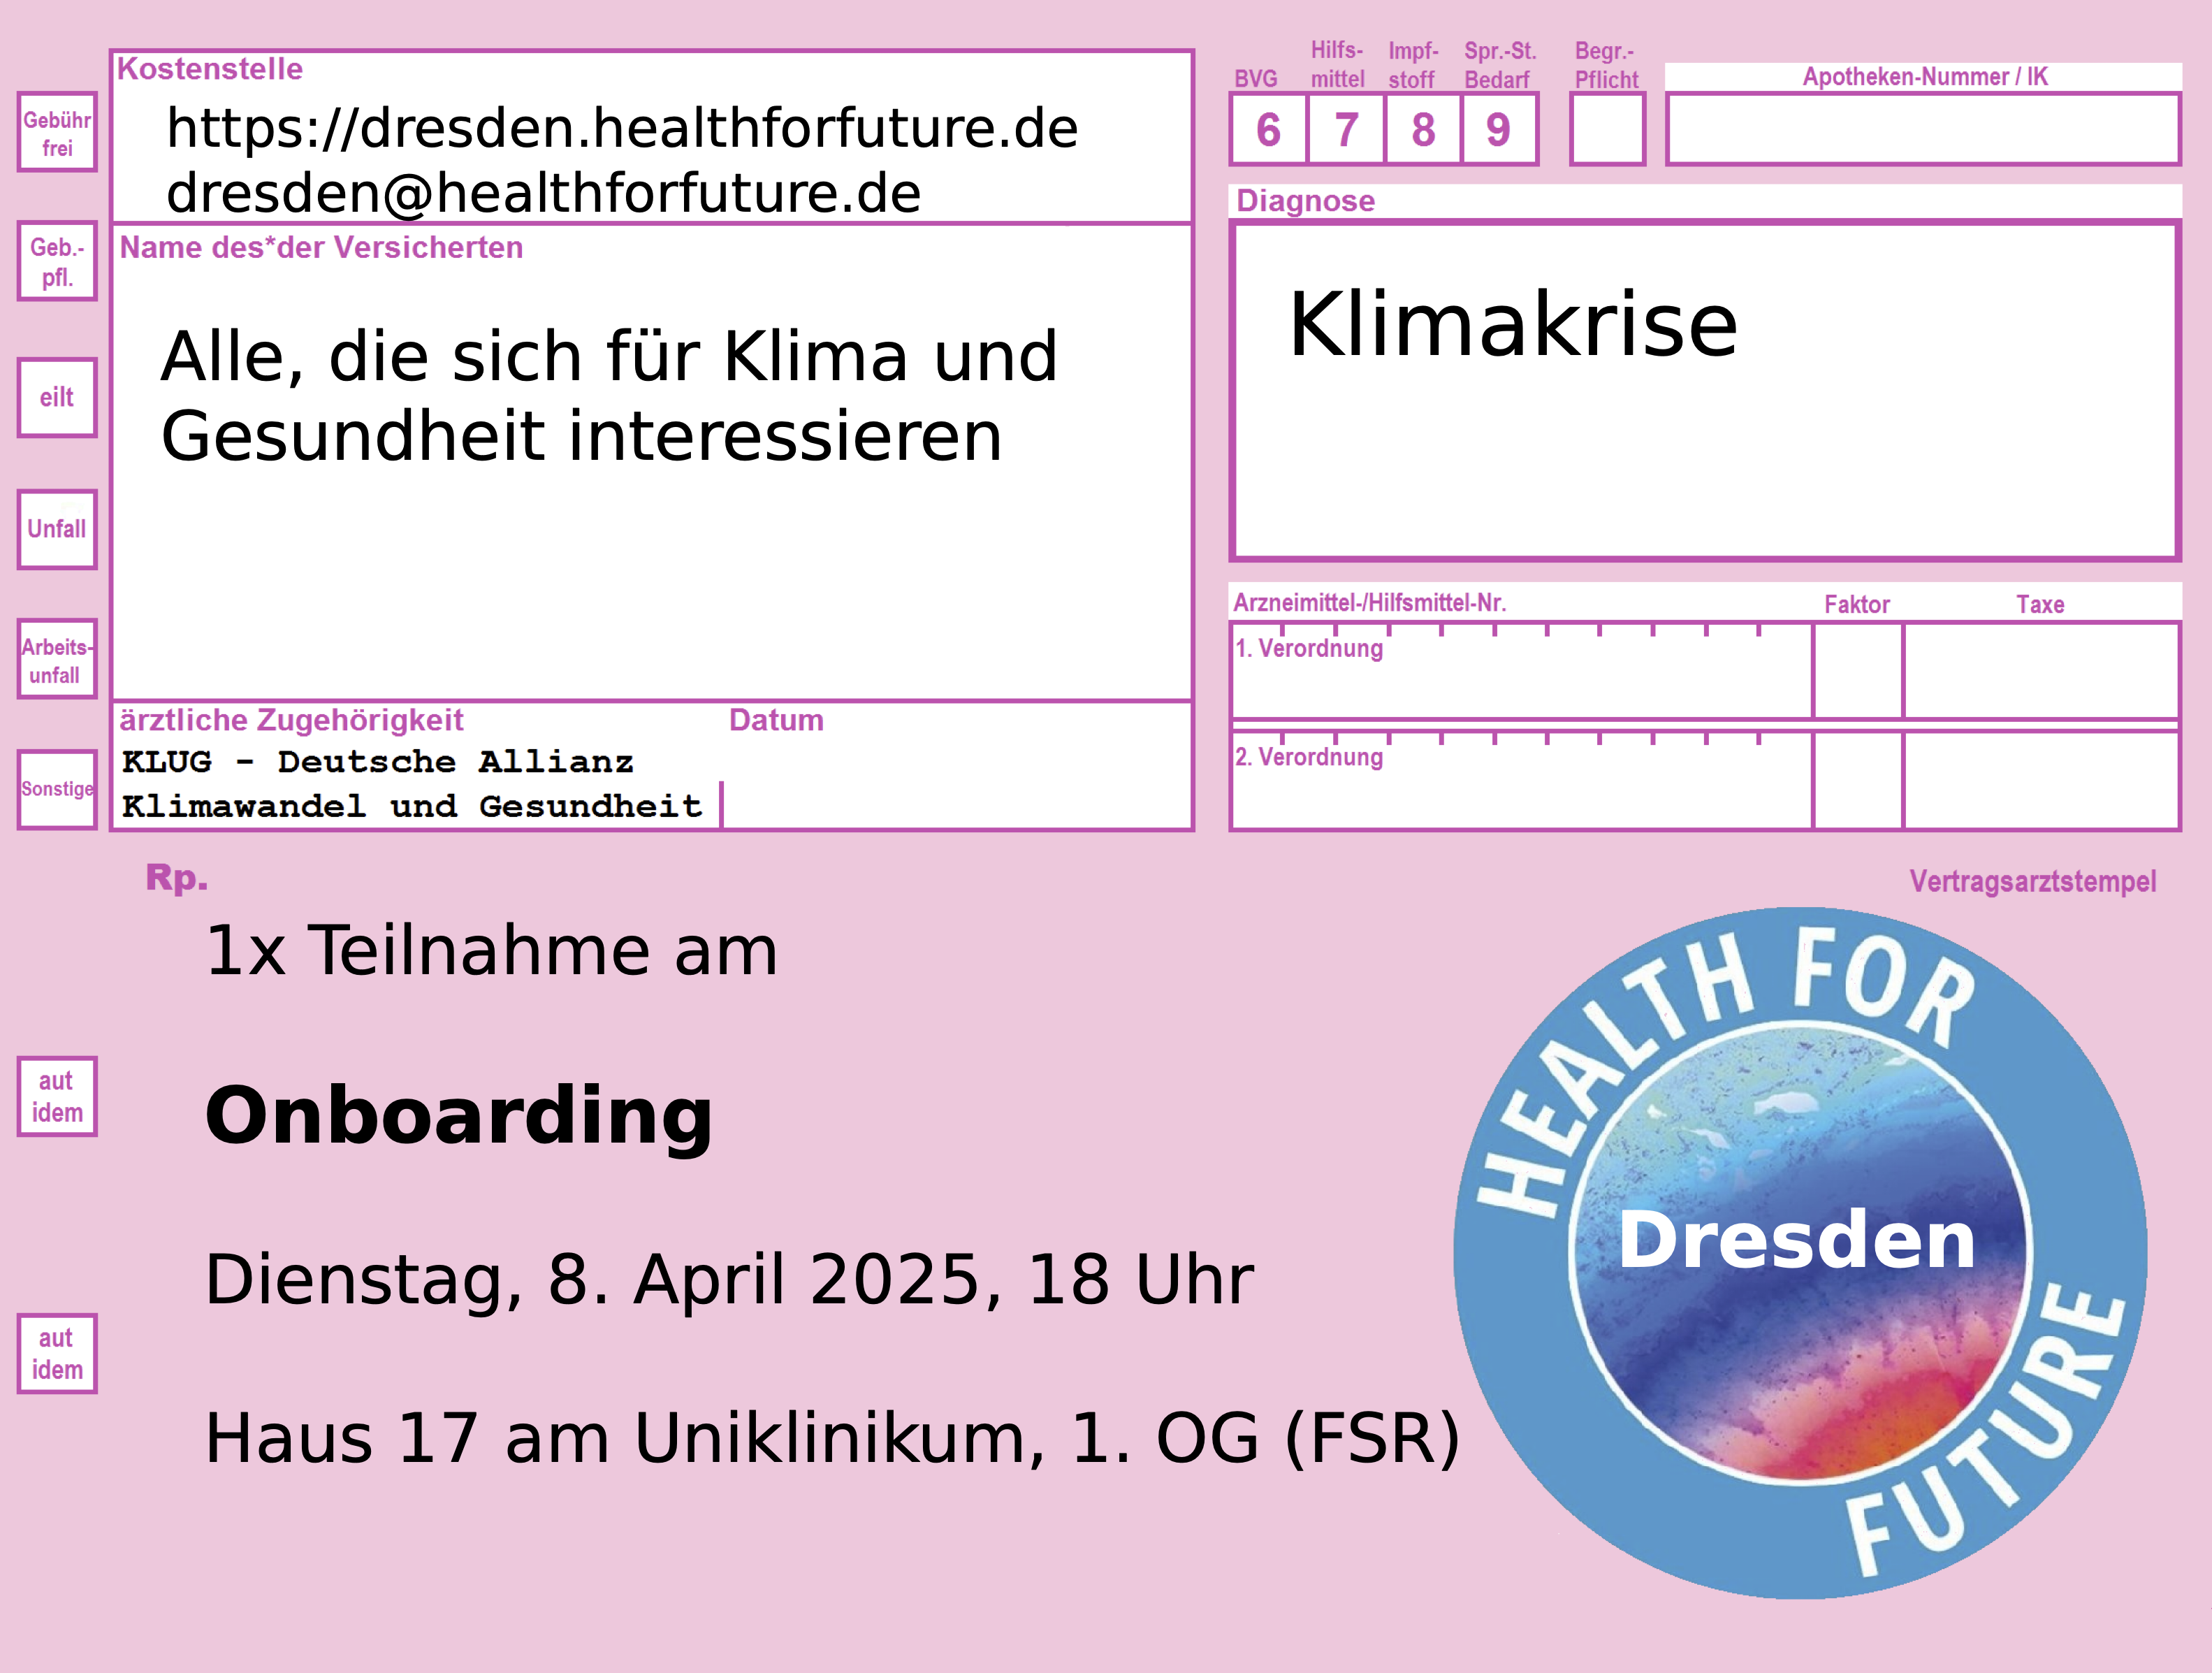 Kostenstelle
https://dresden.healthforfuture.de
dresden@healthforfuture.de
Gebühr
frei
Geb.-
pfl.
eilt
Unfall
Arbeits-
unfall
Sonstige
Name des*der Versicherten
Alle, die sich für Klima und
Gesundheit interessieren
ärztliche Zugehörigkeit
KLUG - Deutsche Allianz
Klimawandel und Gesundheit
Datum
BVG
Hilfs-
mittel
Impf-
stoff
Spr.-St.
Bedarf
Begr.-
Pflicht
Apotheken-Nummer / IK
6 7 8 9
Diagnose
Klimakrise
Arzneimittel-/Hilfsmittel-Nr. Faktor Taxe
1. Verordnung
2. Verordnung
Rp.
1x Teilnahme am
Onboarding
Dienstag, 8. April 2025, 18 Uhr
Haus 17 am Uniklinikum, 1. OG (FSR)
aut
idem
aut
idem
Vertragsarztstempel
HEALTH FOR
Dresden
FUTURE